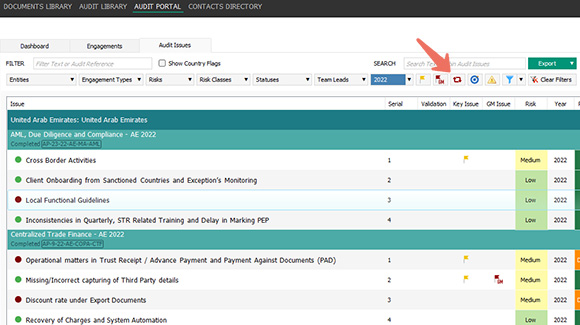 DOCUMENTS LIBRARY AUDIT LIBRARY AUDIT PORTAL CONTACTS DIRECTORY
Dashboard Engagements Audit Issues
FILTER Filter Text or Audit Reference Show Country Flags SEARCH Search Audit Issues Export
Entities Engagement Types Risks Risk Classes Statuses Team Leads 2022 GM Clear Filters
Issue Serial Validation Key Issue GM Issue Risk Year
United Arab Emirates: United Arab Emirates
AML, Due Diligence and Compliance - AE 2022
Completed AP-23-22-AE-MA-AML
Cross Border Activities 1 Medium 2022
Client Onboarding from Sanctioned Countries and Exception's Monitoring 2 Low 2022
Local Functional Guidelines 3 Low 2022
Inconsistencies in Quarterly, STR Related Training and Delay in Marking PEP 4 Low 2022
Centralized Trade Finance - AE 2022
Completed AP-9-22-AE-COPA-CTF
Operational matters in Trust Receipt / Advance Payment and Payment Against Documents (PAD) 1 Medium 2022
Missing/Incorrect capturing of Third Party details 2 GM Medium 2022
Discount rate under Export Documents 3 Medium 2022
Recovery of Charges and System Automation 4 Low 2022